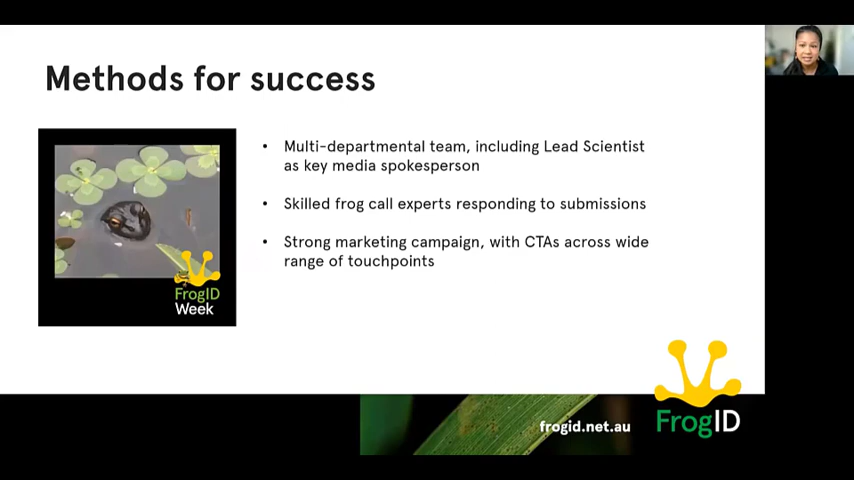 Methods for success
• Multi-departmental team, including Lead Scientist
as key media spokesperson
• Skilled frog call experts responding to submissions
• Strong marketing campaign, with CTAs across wide
range of touchpoints
FrogID
Week
frogid.net.au
FrogID